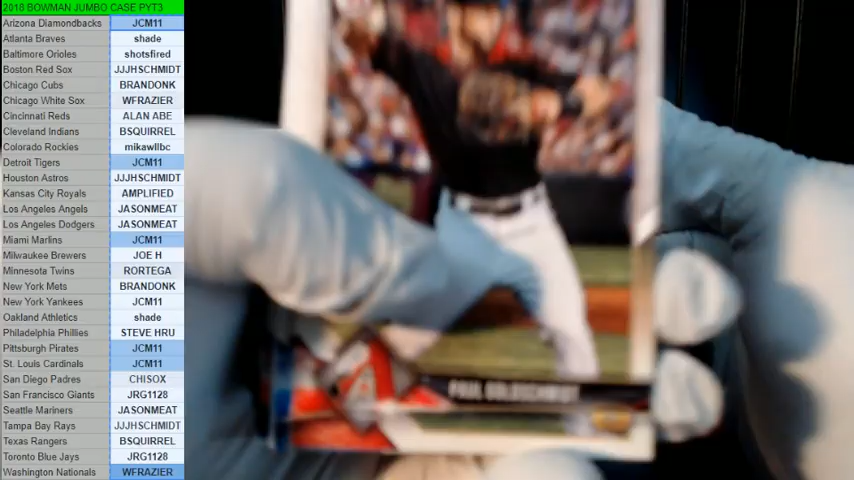 2018 BOWMAN JUMBO CASE PYT3
Arizona Diamondbacks JCM11
Atlanta Braves shade
Baltimore Orioles shotsfired
Boston Red Sox JJJHSCHMIDT
Chicago Cubs BRANDONK
Chicago White Sox WFRAZIER
Cincinnati Reds ALAN ABE
Cleveland Indians BSQUIRREL
Colorado Rockies mikawllbc
Detroit Tigers JCM11
Houston Astros JJJHSCHMIDT
Kansas City Royals AMPLIFIED
Los Angeles Angels JASONMEAT
Los Angeles Dodgers JASONMEAT
Miami Marlins JCM11
Milwaukee Brewers JOE H
Minnesota Twins RORTEGA
New York Mets BRANDONK
New York Yankees JCM11
Oakland Athletics shade
Philadelphia Phillies STEVE HRU
Pittsburgh Pirates JCM11
St. Louis Cardinals JCM11
San Diego Padres CHISOX
San Francisco Giants JRG1128
Seattle Mariners JASONMEAT
Tampa Bay Rays JJJHSCHMIDT
Texas Rangers BSQUIRREL
Toronto Blue Jays JRG1128
Washington Nationals WFRAZIER
PAUL GOLDSCHMIDT